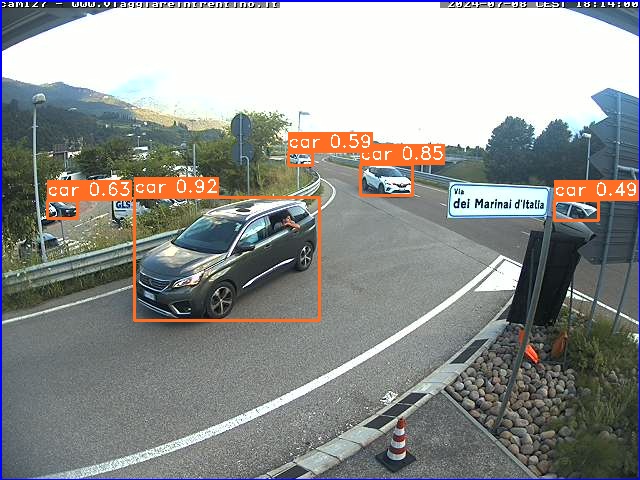 cam127 - www.viaggiareintrentino.it
2024-07-08 CEST 18:14:00
car 0.59
car 0.85
car 0.63
car 0.92
car 0.49
Via
dei Marinai d'Italia
GLS